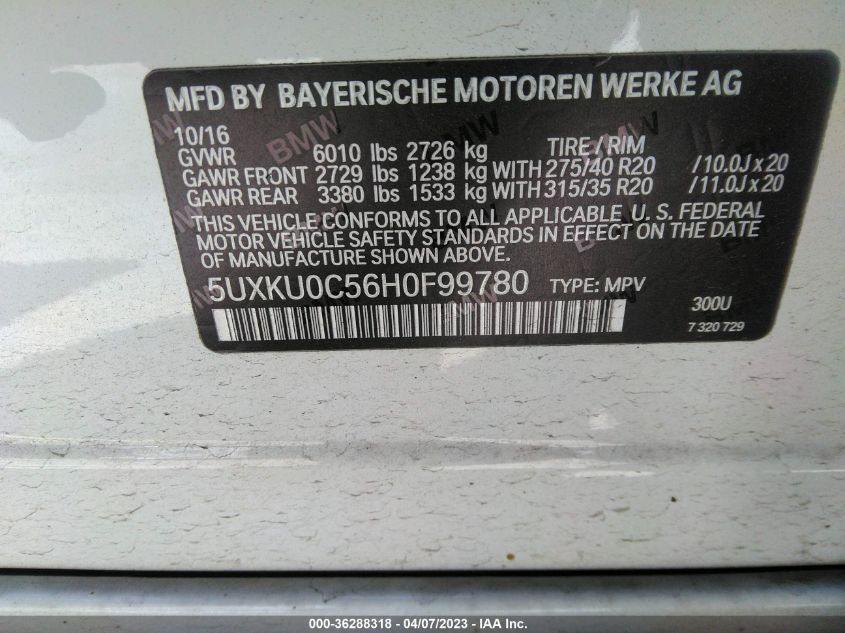 MFD BY BAYERISCHE MOTOREN WERKE AG
10/16
GVWR 6010 lbs 2726 kg TIRE / RIM
GAWR FRONT 2729 lbs 1238 kg WITH 275/40 R20 / 10.0J x 20
GAWR REAR 3380 lbs 1533 kg WITH 315/35 R20 / 11.0J x 20
THIS VEHICLE CONFORMS TO ALL APPLICABLE U. S. FEDERAL
MOTOR VEHICLE SAFETY STANDARDS IN EFFECT ON THE DATE
OF MANUFACTURE SHOWN ABOVE.
5UXKU0C56H0F99780 TYPE: MPV
300U
7 320 729
000-36288318 | 04/07/2023 - IAA Inc.